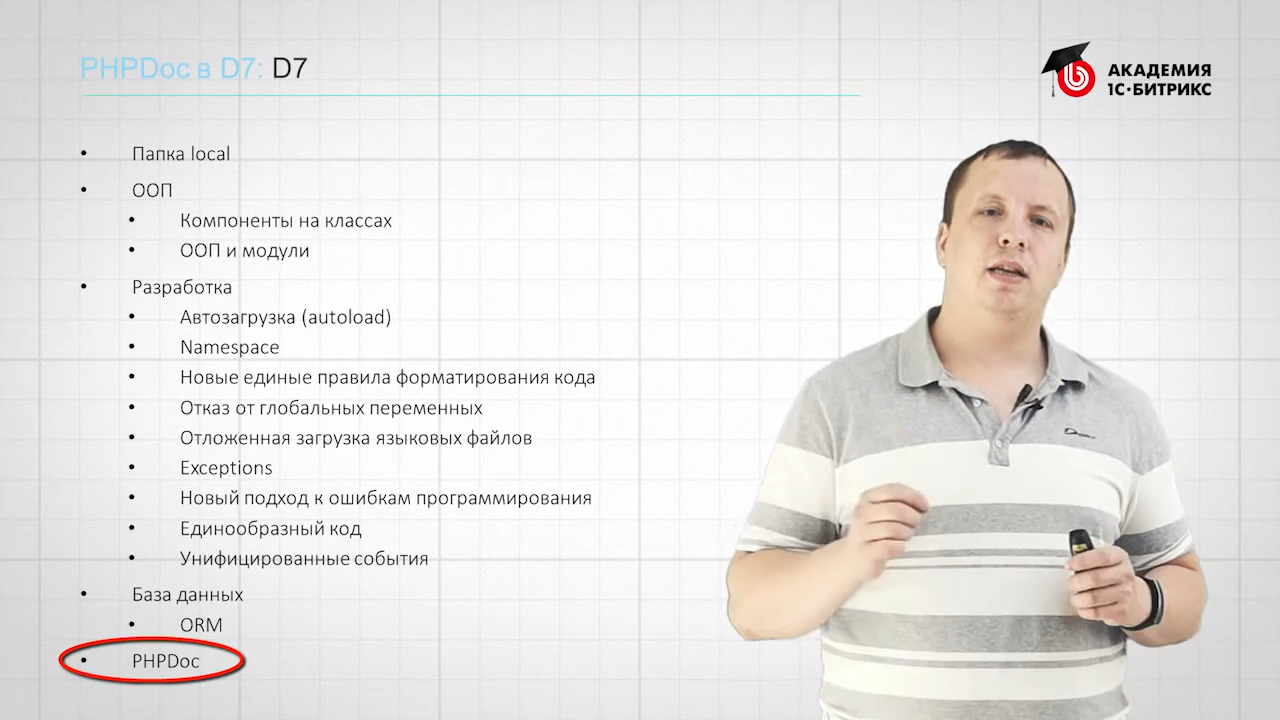 PHPDoc в D7: D7
АКАДЕМИЯ
1С·БИТРИКС
• Папка local
• ООП
• Компоненты на классах
• ООП и модули
• Разработка
• Автозагрузка (autoload)
• Namespace
• Новые единые правила форматирования кода
• Отказ от глобальных переменных
• Отложенная загрузка языковых файлов
• Exceptions
• Новый подход к ошибкам программирования
• Единообразный код
• Унифицированные события
• База данных
• ORM
• PHPDoc